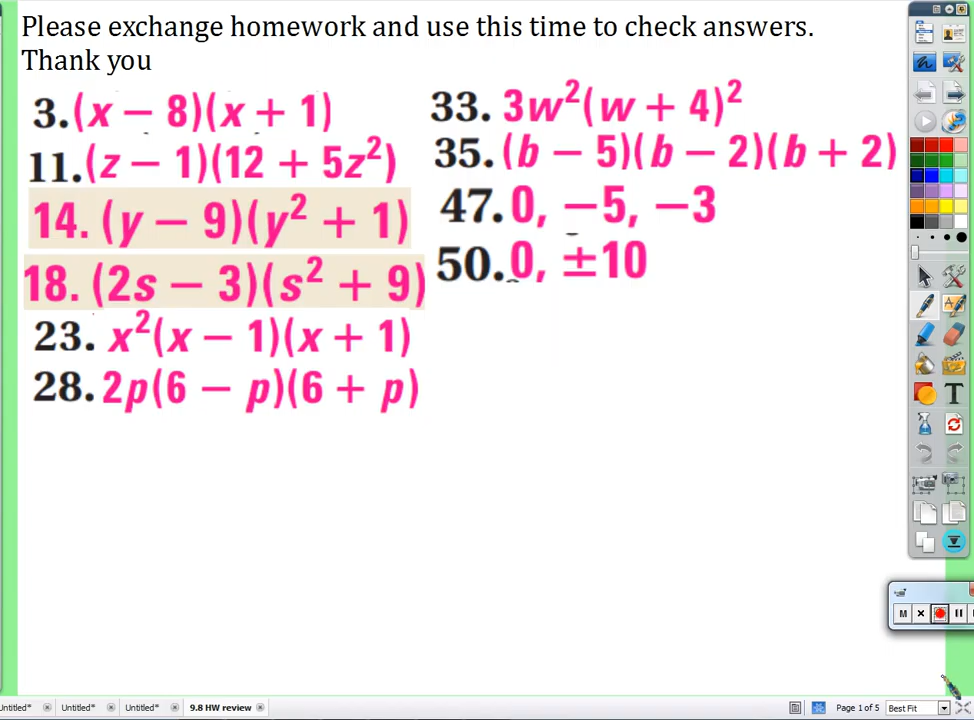 Please exchange homework and use this time to check answers.
Thank you
3. (x − 8)(x + 1)
11. (z − 1)(12 + 5z²)
14. (y − 9)(y² + 1)
18. (2s − 3)(s² + 9)
23. x²(x − 1)(x + 1)
28. 2p(6 − p)(6 + p)
33. 3w²(w + 4)²
35. (b − 5)(b − 2)(b + 2)
47. 0, −5, −3
50. 0, ±10
T
M
Untitled* Untitled* Untitled* 9.8 HW review Page 1 of 5 Best Fit